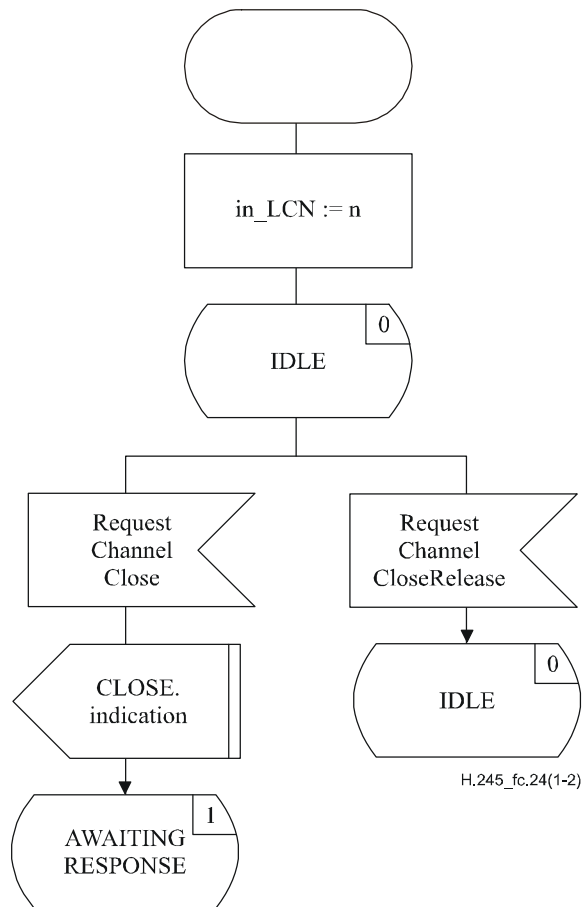 in_LCN := n
0
IDLE
Request
Channel
Close
Request
Channel
CloseRelease
CLOSE.
indication
0
IDLE
H.245_fc.24(1-2)
1
AWAITING
RESPONSE